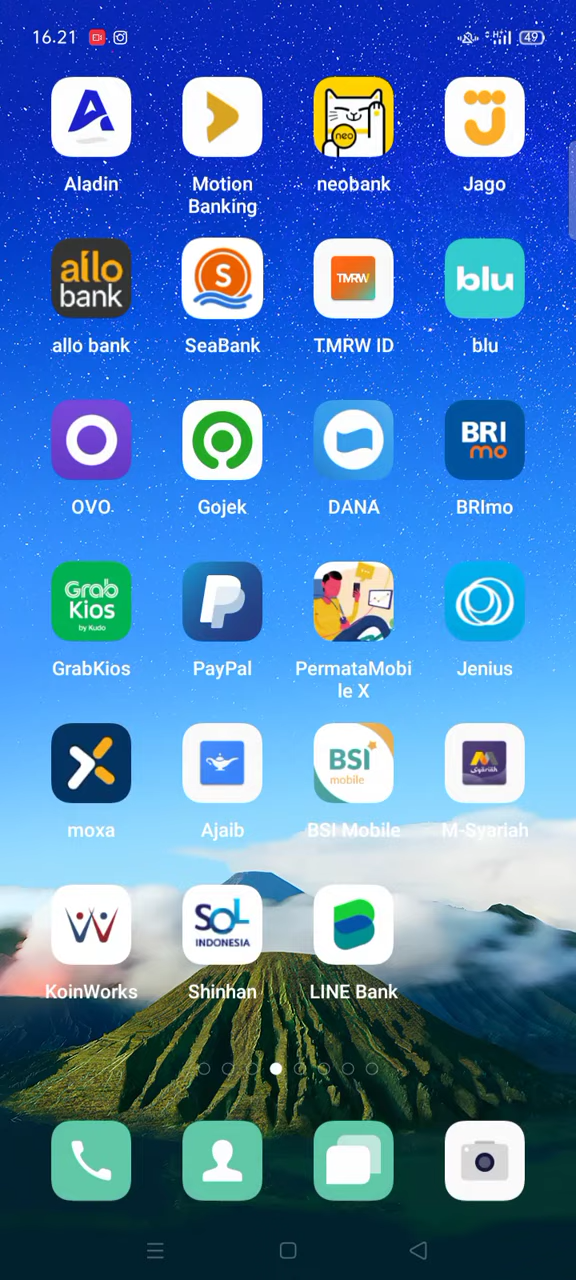 16.21
49
Aladin
Motion
Banking
neo
neobank
Jago
allo
bank
allo bank
S
SeaBank
TMRW
TMRW ID
blu
blu
OVO
Gojek
DANA
BRI
mo
BRImo
Grab
Kios
by Kudo
GrabKios
PayPal
PermataMobi
le X
Jenius
moxa
Ajaib
BSI
mobile
BSI Mobile
M-Syariah
KoinWorks
SOL
INDONESIA
Shinhan
LINE Bank